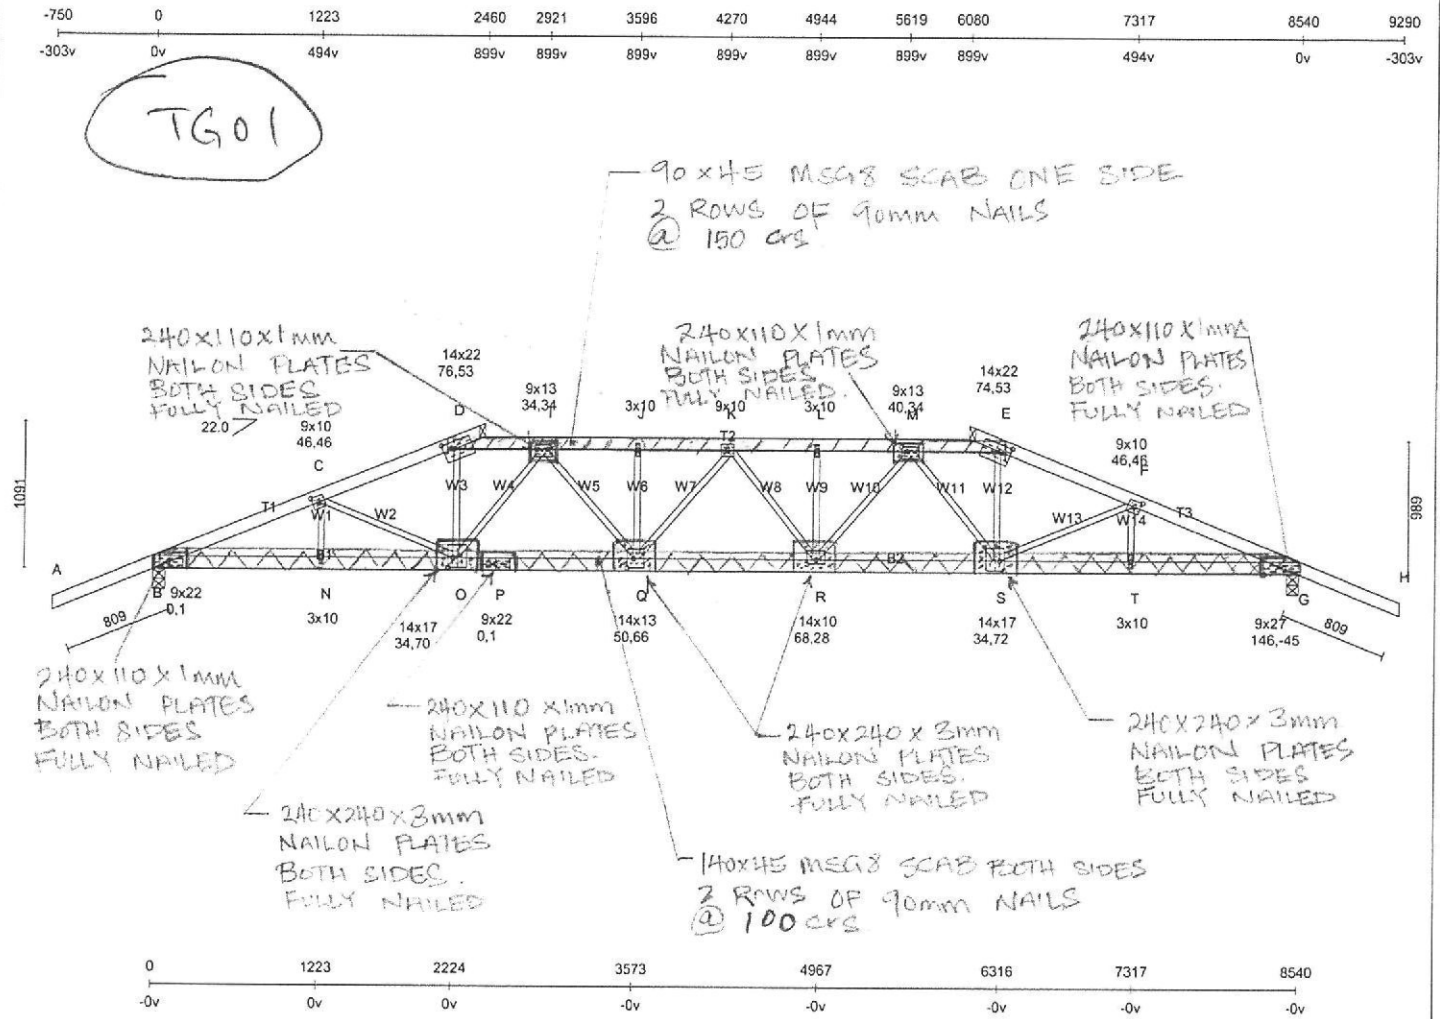 -750 0 1223 2460 2921 3596 4270 4944 5619 6080 7317 8540 9290
-303v 0v 494v 899v 899v 899v 899v 899v 899v 899v 494v 0v -303v
TG01
90 x 45 MSG8 SCAB ONE SIDE
2 ROWS OF 90mm NAILS
@ 150 crs
240x110x1mm
NAILON PLATES
BOTH SIDES
FULLY NAILED
22.0
9x10
46,46
C
14x22
76,53
D
9x13
34,34
I
3x10
J
240x110x1mm
NAILON PLATES
BOTH SIDES
FULLY NAILED.
9x10
K
T2
3x10
L
9x13
40,34
M
14x22
74,53
E
240x110x1mm
NAILON PLATES
BOTH SIDES.
FULLY NAILED
9x10
46,46
F
1091
989
T1 W1 W2 W3 W4 W5 W6 W7 W8 W9 W10 W11 W12 W13 W14 T3
B1 B2
A B N O P Q R S T G H
9x22
0,1
3x10
14x17
34,70
9x22
0,1
14x13
50,66
14x10
68,28
14x17
34,72
3x10
9x27
146,-45
809
809
240x110x1mm
NAILON PLATES
BOTH SIDES
FULLY NAILED
240x110x1mm
NAILON PLATES
BOTH SIDES.
FULLY NAILED
240x240x3mm
NAILON PLATES
BOTH SIDES.
FULLY NAILED
240x240x3mm
NAILON PLATES
BOTH SIDES
FULLY NAILED
240x240x3mm
NAILON PLATES
BOTH SIDES.
FULLY NAILED
140x45 MSG8 SCAB BOTH SIDES
2 ROWS OF 90mm NAILS
@ 100 crs
0 1223 2224 3573 4967 6316 7317 8540
-0v 0v 0v -0v -0v -0v 0v -0v